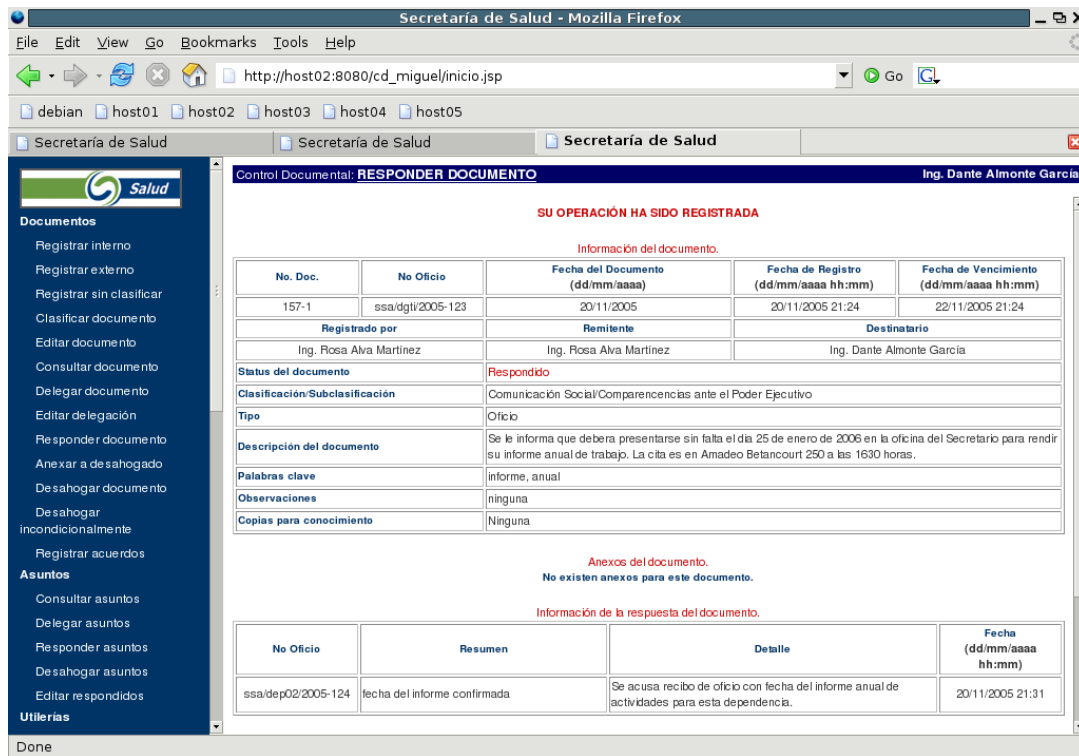 Secretaría de Salud - Mozilla Firefox
File Edit View Go Bookmarks Tools Help
http://host02:8080/cd_miguel/inicio.jsp Go
debian host01 host02 host03 host04 host05
Secretaría de Salud Secretaría de Salud Secretaría de Salud
Salud
Documentos
Registrar interno
Registrar externo
Registrar sin clasificar
Clasificar documento
Editar documento
Consultar documento
Delegar documento
Editar delegación
Responder documento
Anexar a desahogado
Desahogar documento
Desahogar
incondicionalmente
Registrar acuerdos
Asuntos
Consultar asuntos
Delegar asuntos
Responder asuntos
Desahogar asuntos
Editar respondidos
Utilerías
Control Documental: RESPONDER DOCUMENTO Ing. Dante Almonte García
SU OPERACIÓN HA SIDO REGISTRADA
Información del documento.
No. Doc. No Oficio Fecha del Documento (dd/mm/aaaa) Fecha de Registro (dd/mm/aaaa hh:mm) Fecha de Vencimiento (dd/mm/aaaa hh:mm)
157-1 ssa/dgti/2005-123 20/11/2005 20/11/2005 21:24 22/11/2005 21:24
Registrado por Remitente Destinatario
Ing. Rosa Alva Martínez Ing. Rosa Alva Martínez Ing. Dante Almonte García
Status del documento Respondido
Clasificación/Subclasificación Comunicación Social/Comparencencias ante el Poder Ejecutivo
Tipo Oficio
Descripción del documento Se le informa que debera presentarse sin falta el dia 25 de enero de 2006 en la oficina del Secretario para rendir
su informe anual de trabajo. La cita es en Amadeo Betancourt 250 a las 1630 horas.
Palabras clave informe, anual
Observaciones ninguna
Copias para conocimiento Ninguna
Anexos del documento.
No existen anexos para este documento.
Información de la respuesta del documento.
No Oficio Resumen Detalle Fecha (dd/mm/aaaa hh:mm)
ssa/dep02/2005-124 fecha del informe confirmada Se acusa recibo de oficio con fecha del informe anual de
actividades para esta dependencia. 20/11/2005 21:31
Done